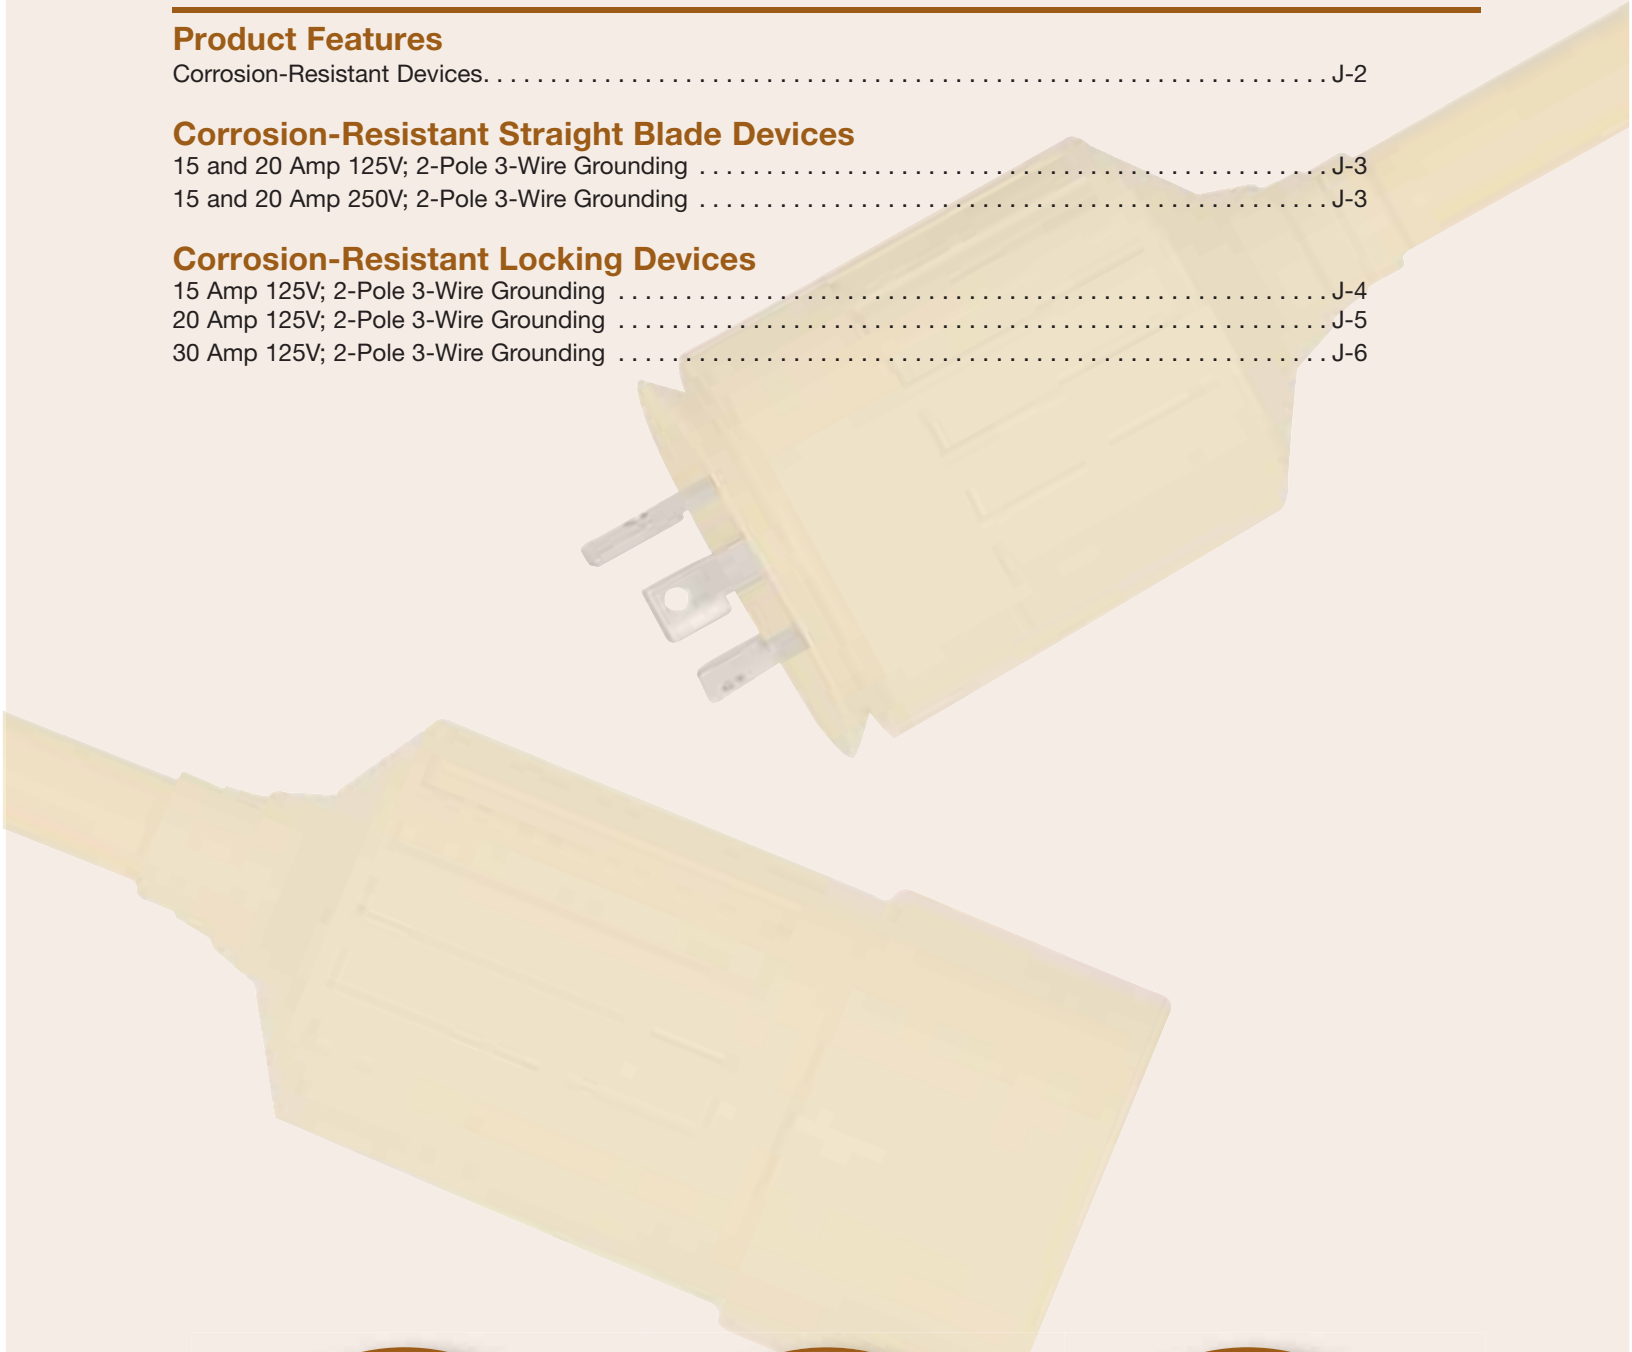 Product Features
Corrosion-Resistant Devices. . . . . . . . . . . . . . . . . . . . . . . . . . . . . . . . . . . . . . . . . . . . . . . . . . . . . . . . . . . . . . . J-2
Corrosion-Resistant Straight Blade Devices
15 and 20 Amp 125V; 2-Pole 3-Wire Grounding . . . . . . . . . . . . . . . . . . . . . . . . . . . . . . . . . . . . . . . . . . . . . . . J-3
15 and 20 Amp 250V; 2-Pole 3-Wire Grounding . . . . . . . . . . . . . . . . . . . . . . . . . . . . . . . . . . . . . . . . . . . . . . . J-3
Corrosion-Resistant Locking Devices
15 Amp 125V; 2-Pole 3-Wire Grounding . . . . . . . . . . . . . . . . . . . . . . . . . . . . . . . . . . . . . . . . . . . . . . . . . . . . . J-4
20 Amp 125V; 2-Pole 3-Wire Grounding . . . . . . . . . . . . . . . . . . . . . . . . . . . . . . . . . . . . . . . . . . . . . . . . . . . . . J-5
30 Amp 125V; 2-Pole 3-Wire Grounding . . . . . . . . . . . . . . . . . . . . . . . . . . . . . . . . . . . . . . . . . . . . . . . . . . . . . J-6